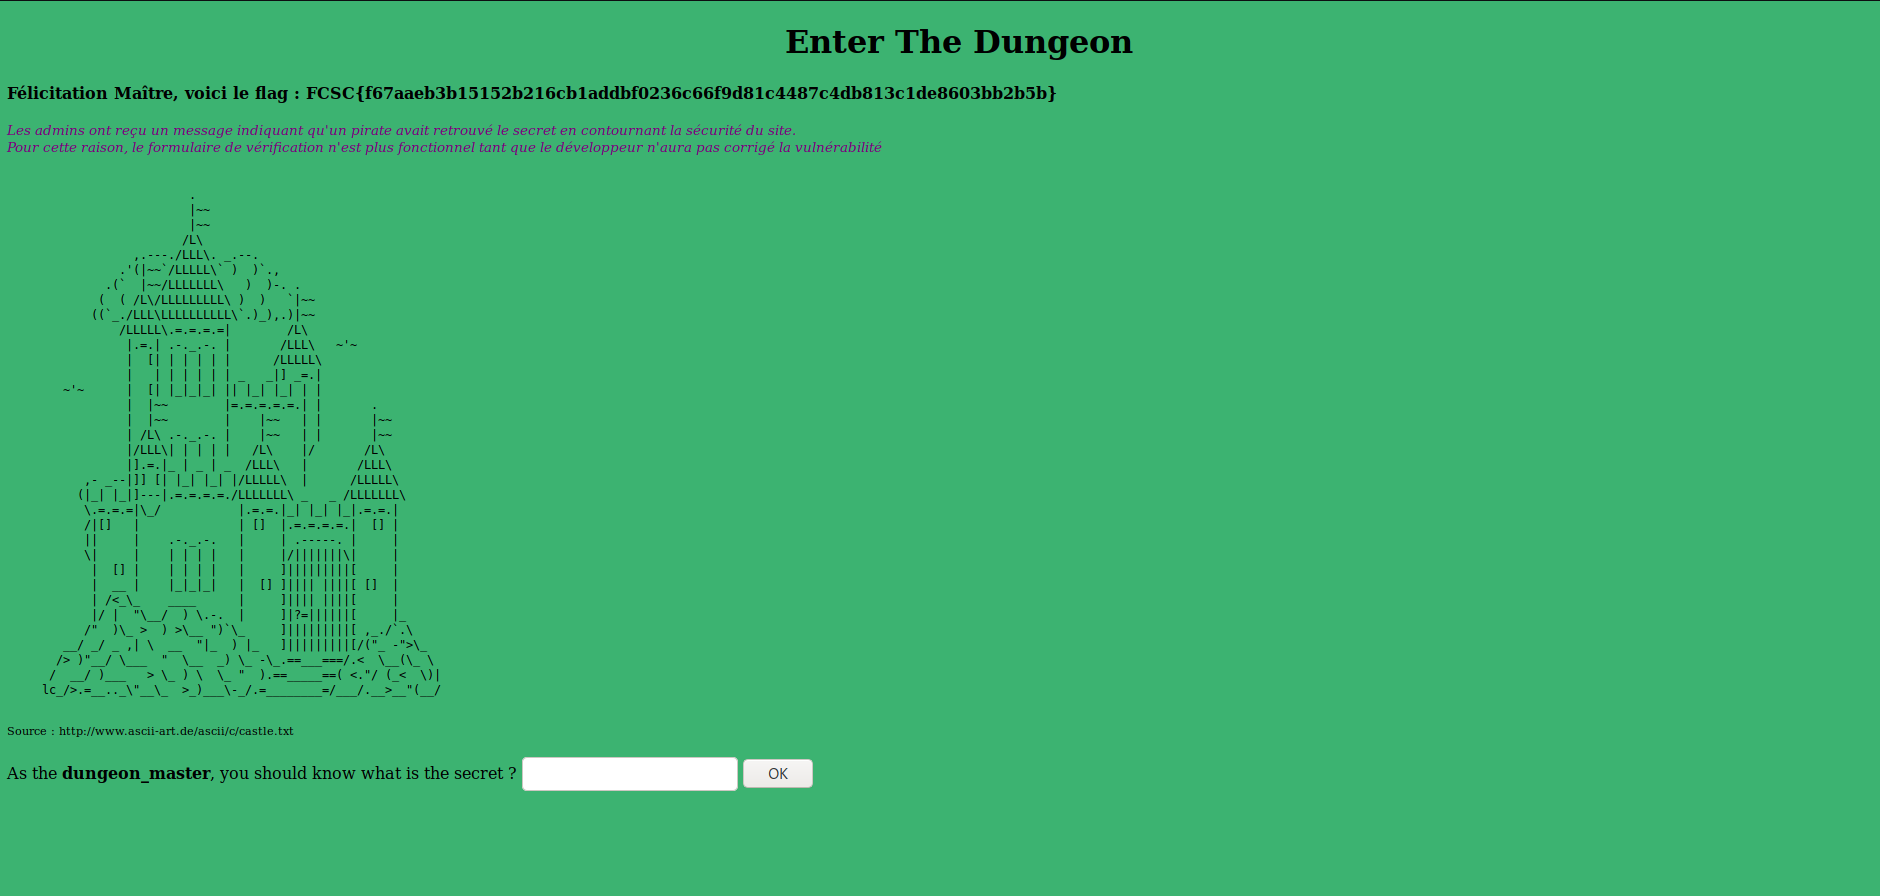 Enter The Dungeon
Félicitation Maître, voici le flag : FCSC{f67aaeb3b15152b216cb1addbf0236c66f9d81c4487c4db813c1de8603bb2b5b}
Les admins ont reçu un message indiquant qu'un pirate avait retrouvé le secret en contournant la sécurité du site.
Pour cette raison, le formulaire de vérification n'est plus fonctionnel tant que le développeur n'aura pas corrigé la vulnérabilité
Source : http://www.ascii-art.de/ascii/c/castle.txt
As the dungeon_master, you should know what is the secret ? OK